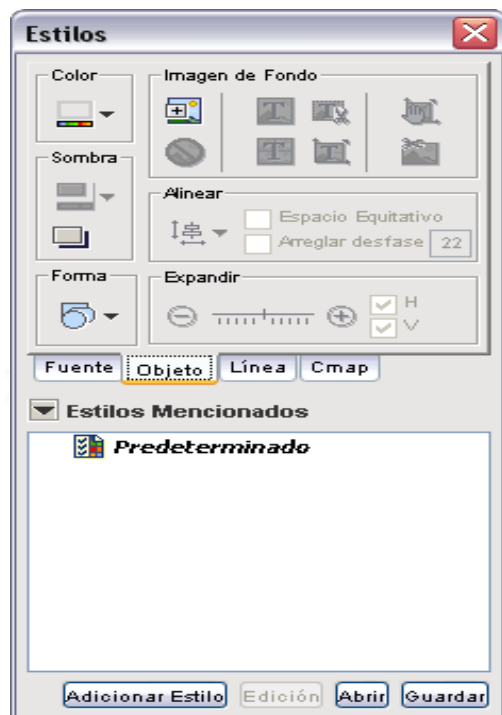 Estilos
Color
Imagen de Fondo
Sombra
Alinear
Espacio Equitativo
Arreglar desfase 22
Forma
Expandir
H
V
Fuente Objeto Línea Cmap
Estilos Mencionados
Predeterminado
Adicionar Estilo Edición Abrir Guardar